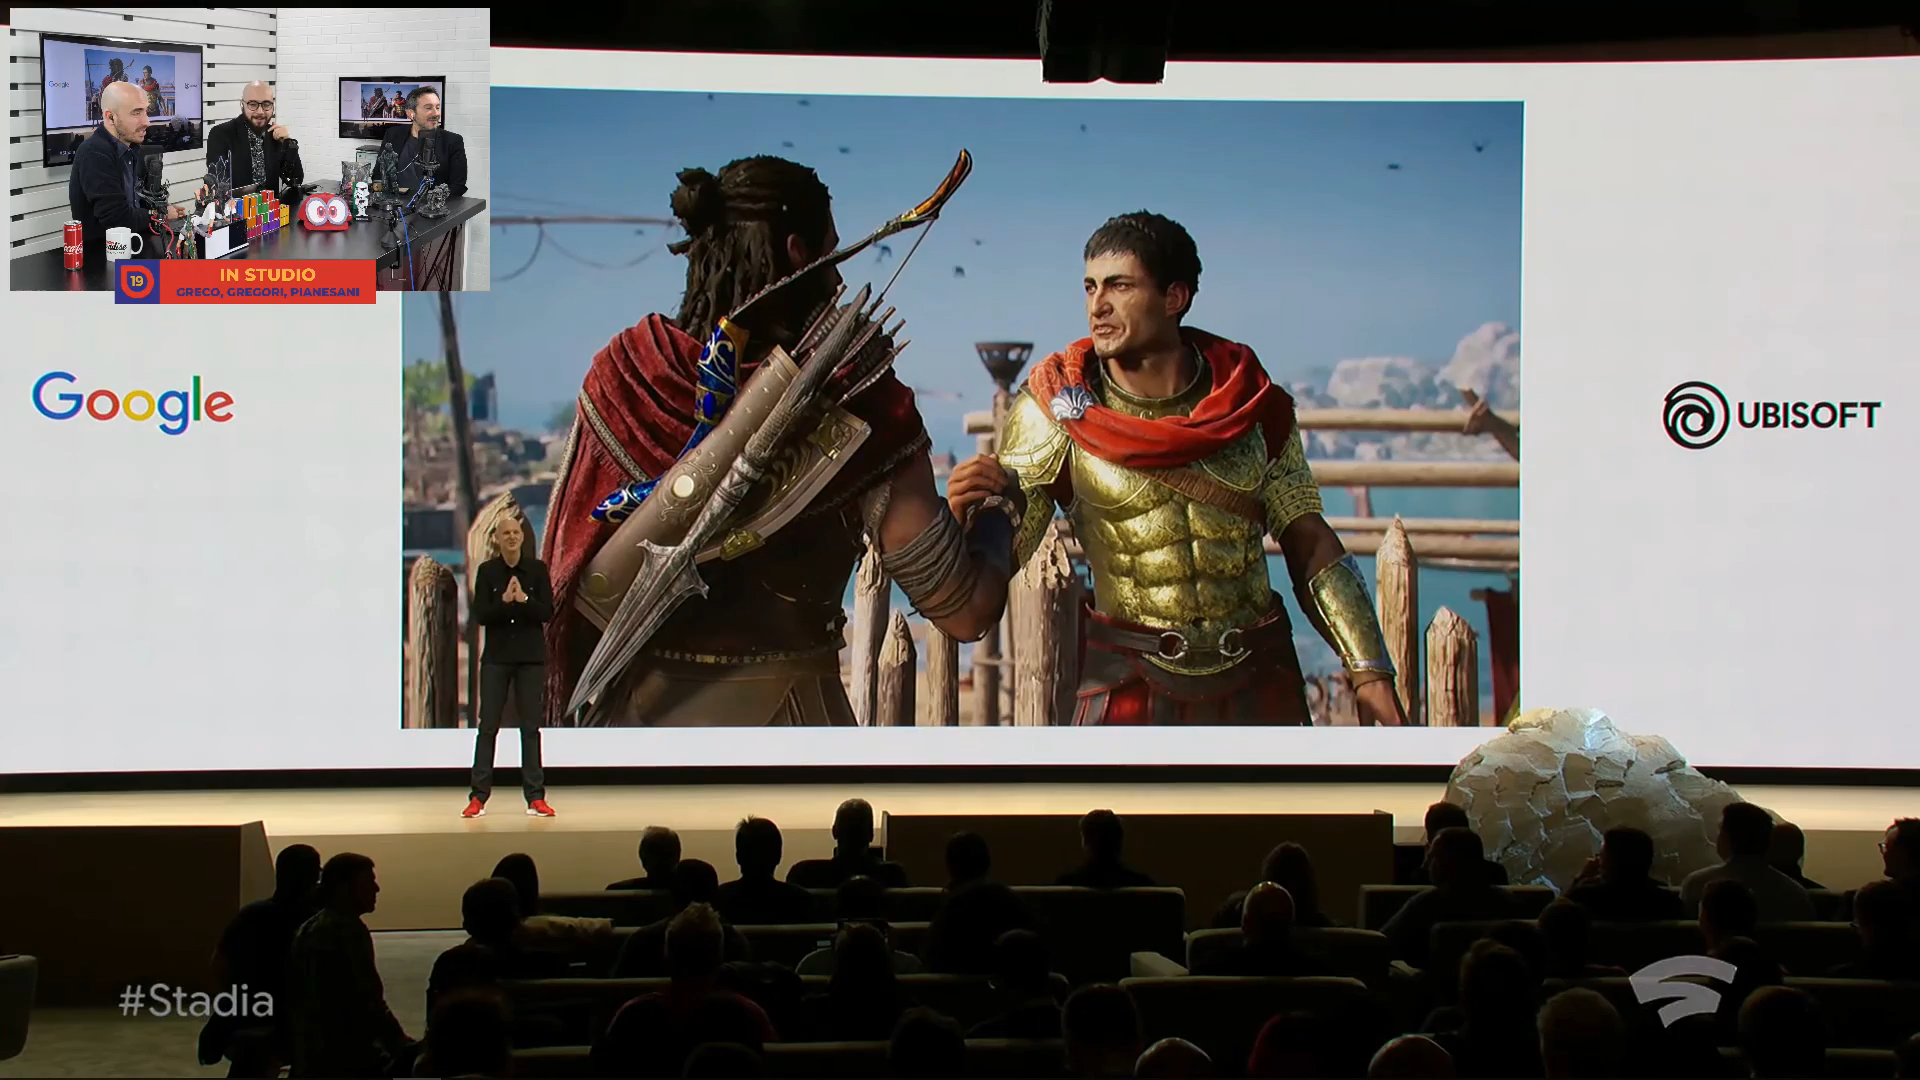 19
IN STUDIO
GRECO, GREGORI, PIANESANI
Google
UBISOFT
#Stadia